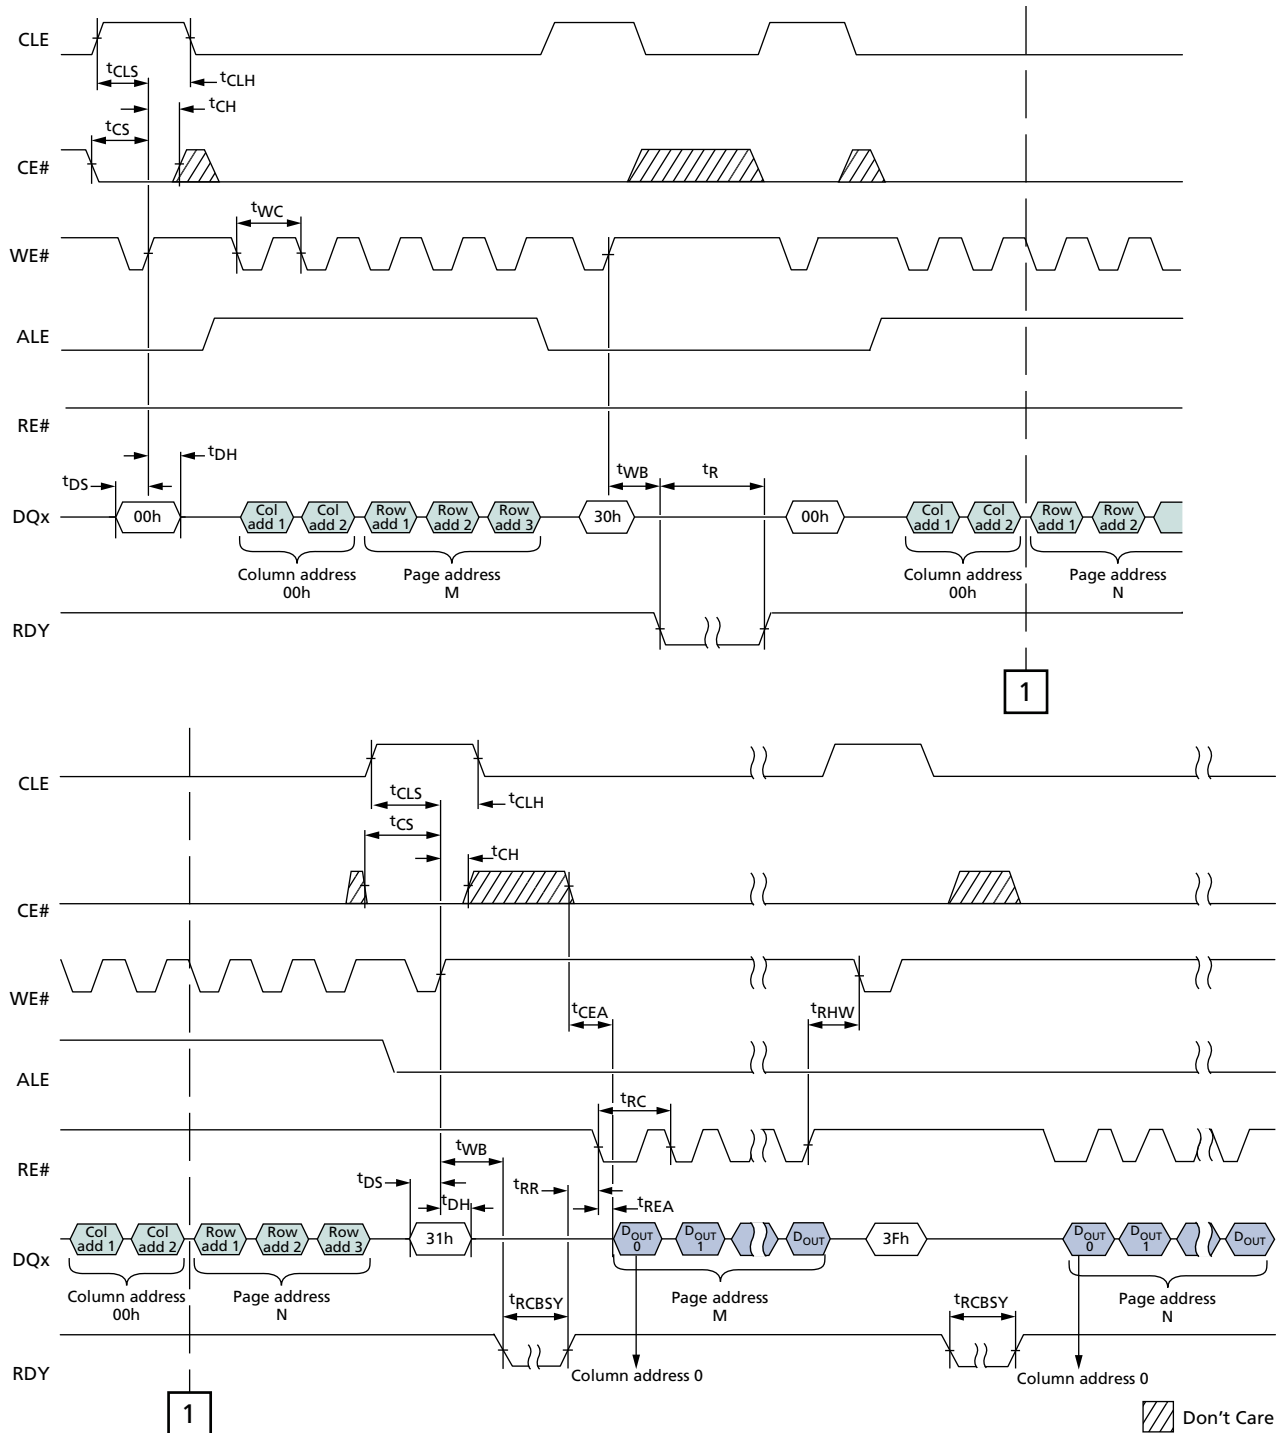 CLE
tCLS
tCLH
tCH
tCS
CE#
tWC
WE#
ALE
RE#
tDH
tDS
tWB
tR
DQx
00h
Col add 1
Col add 2
Row add 1
Row add 2
Row add 3
30h
00h
Col add 1
Col add 2
Row add 1
Row add 2
Column address
00h
Page address
M
Column address
00h
Page address
N
RDY
1
CLE
tCLS
tCLH
tCS
tCH
CE#
WE#
tCEA
tRHW
ALE
tRC
RE#
tWB
tDS
tDH
tRR
tREA
DQx
Col add 1
Col add 2
Row add 1
Row add 2
Row add 3
31h
DOUT 0
DOUT 1
DOUT
3Fh
DOUT 0
DOUT 1
DOUT
Column address
00h
Page address
N
tRCBSY
Page address
M
tRCBSY
Page address
N
RDY
Column address 0
Column address 0
1
Don't Care